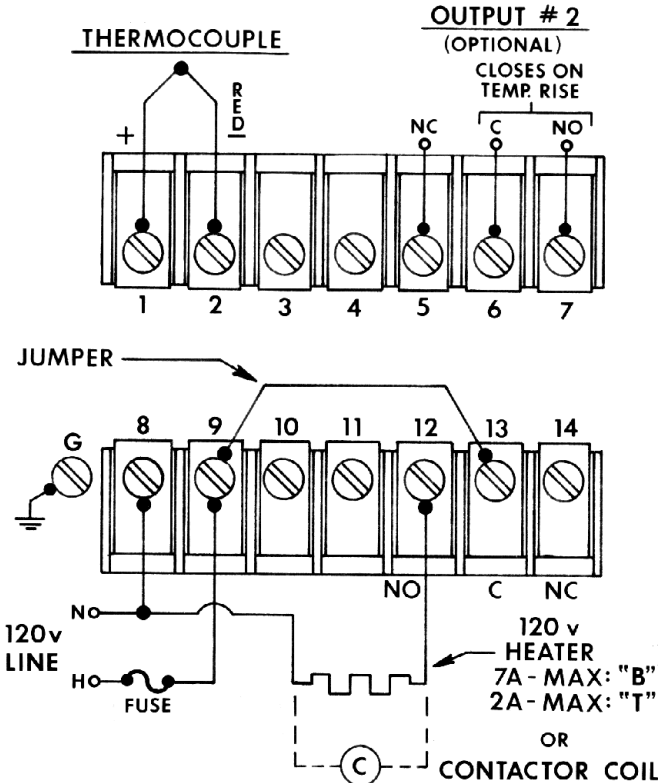 OUTPUT # 2
(OPTIONAL)
THERMOCOUPLE
CLOSES ON
TEMP. RISE
RED
+ –
NC C NO
1 2 3 4 5 6 7
JUMPER
G 8 9 10 11 12 13 14
NO C NC
N
120v
LINE
H
FUSE
120 v
HEATER
7A - MAX: "B"
2A - MAX: "T"
OR
C CONTACTOR COIL